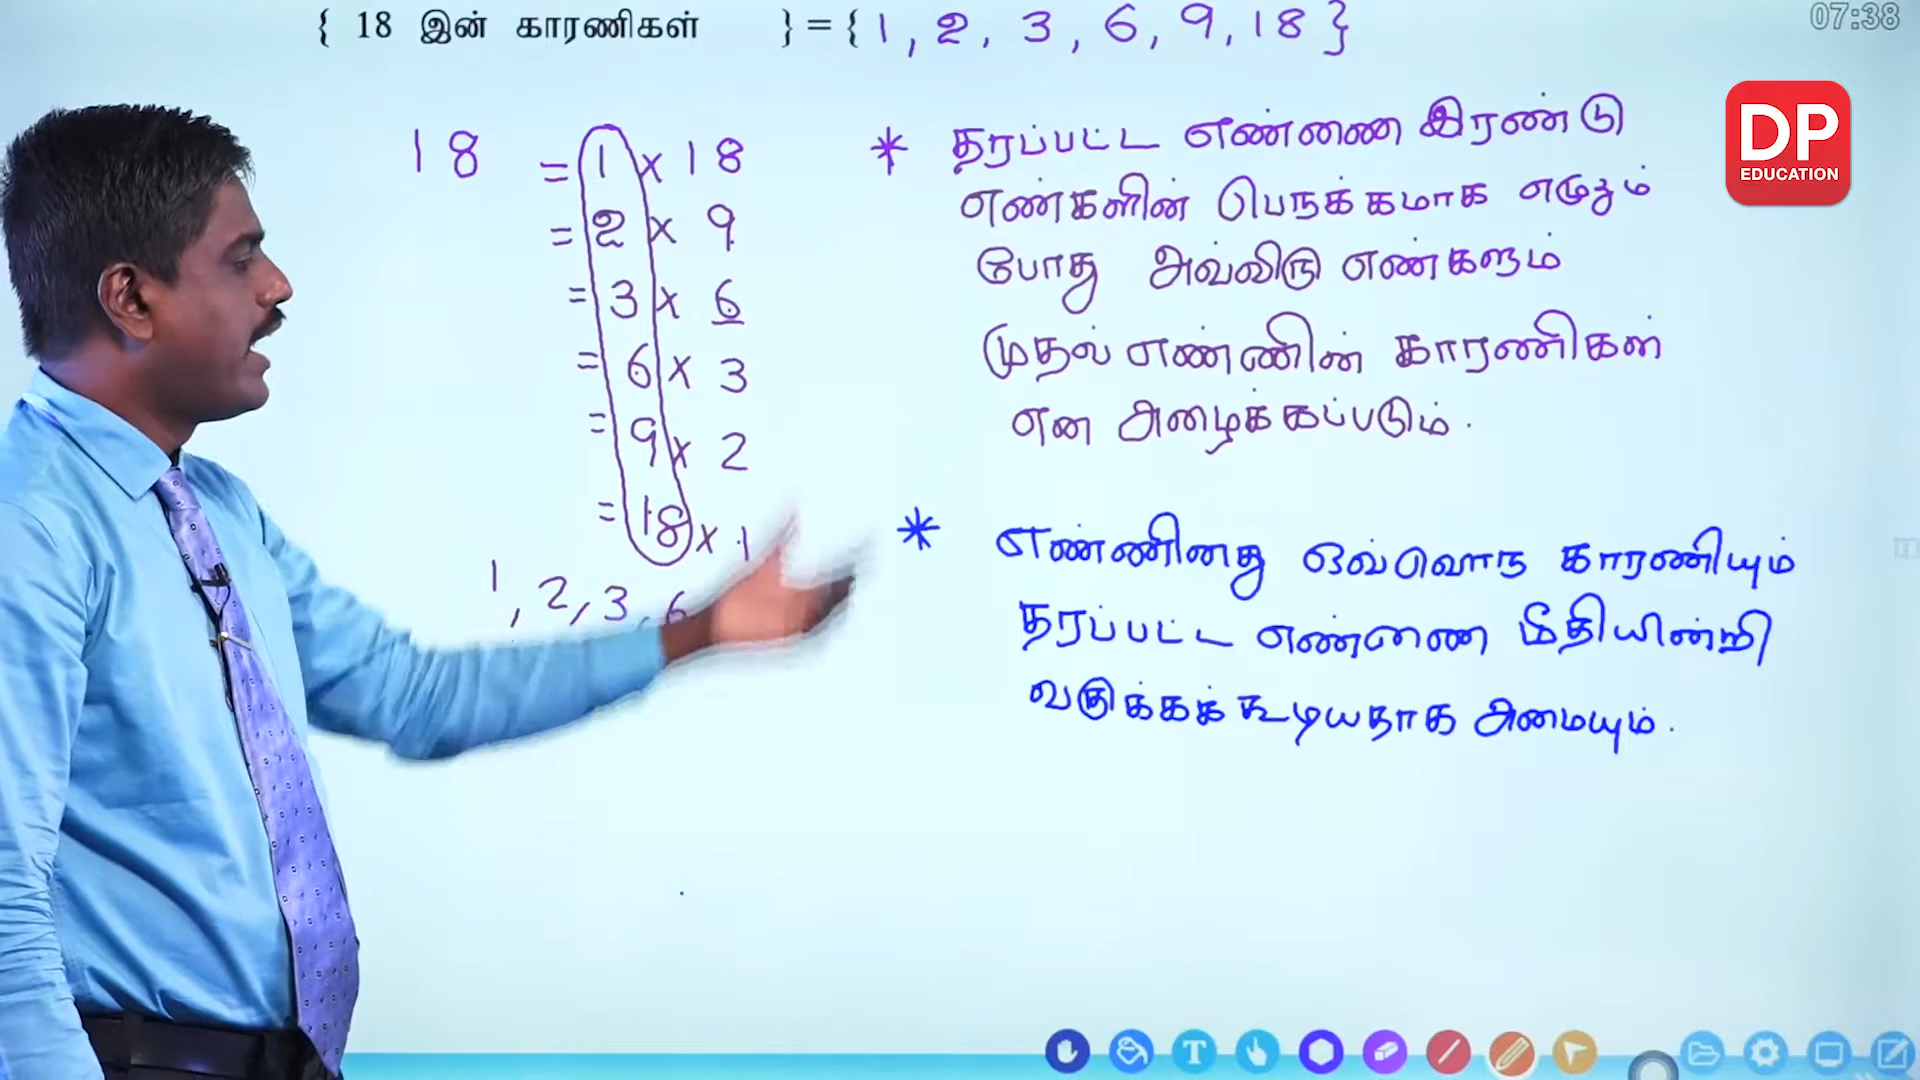 07:38
{ 18 இன் காரணிகள் } = { 1, 2, 3, 6, 9, 18 }
DP
EDUCATION
18 = 1 × 18
= 2 × 9
= 3 × 6
= 6 × 3
= 9 × 2
= 18 × 1
1, 2, 3, 6
* தரப்பட்ட எண்ணை இரண்டு
எண்களின் பெருக்கமாக எழுதும்
போது அவ்விரு எண்களும்
முதல் எண்ணின் காரணிகள்
என அழைக்கப்படும்.
* எண்ணினது ஒவ்வொரு காரணியும்
தரப்பட்ட எண்ணை மீதியின்றி
வகுக்கக்கூடியதாக அமையும்.